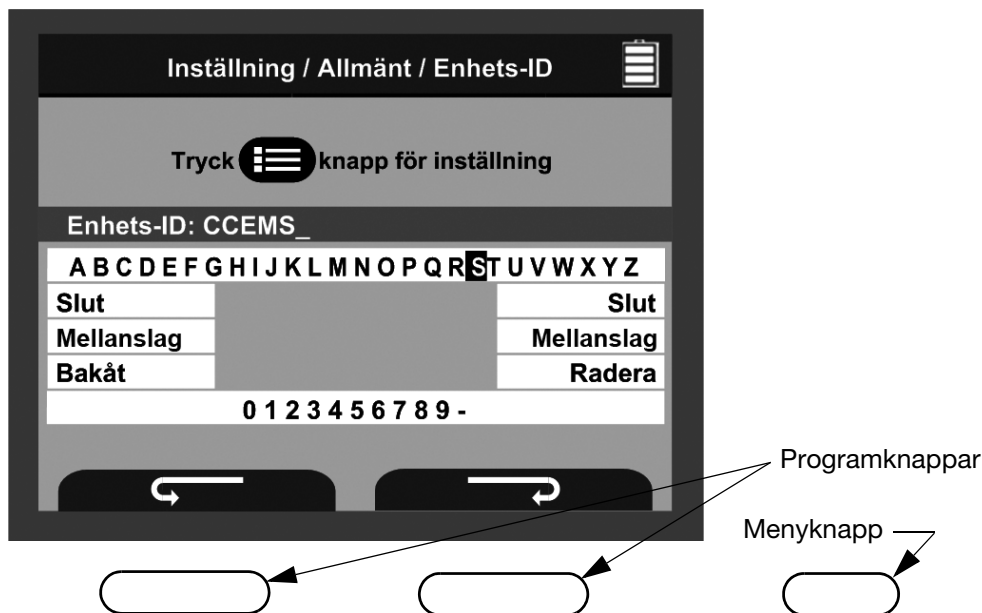 Inställning / Allmänt / Enhets-ID
Tryck knapp för inställning
Enhets-ID: CCEMS_
A B C D E F G H I J K L M N O P Q R S T U V W X Y Z
Slut Slut
Mellanslag Mellanslag
Bakåt Radera
0 1 2 3 4 5 6 7 8 9 -
Programknappar
Menyknapp